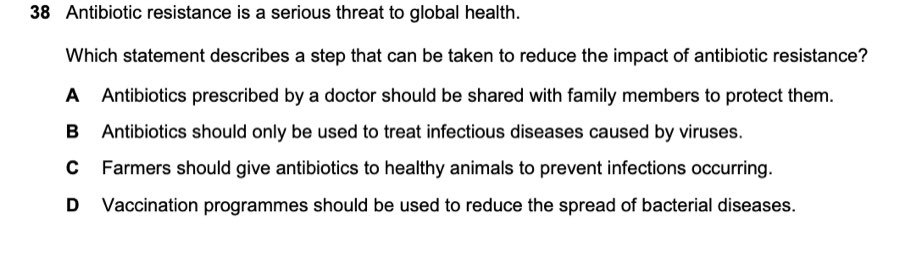 38 Antibiotic resistance is a serious threat to global health.
Which statement describes a step that can be taken to reduce the impact of antibiotic resistance?
A Antibiotics prescribed by a doctor should be shared with family members to protect them.
B Antibiotics should only be used to treat infectious diseases caused by viruses.
C Farmers should give antibiotics to healthy animals to prevent infections occurring.
D Vaccination programmes should be used to reduce the spread of bacterial diseases.